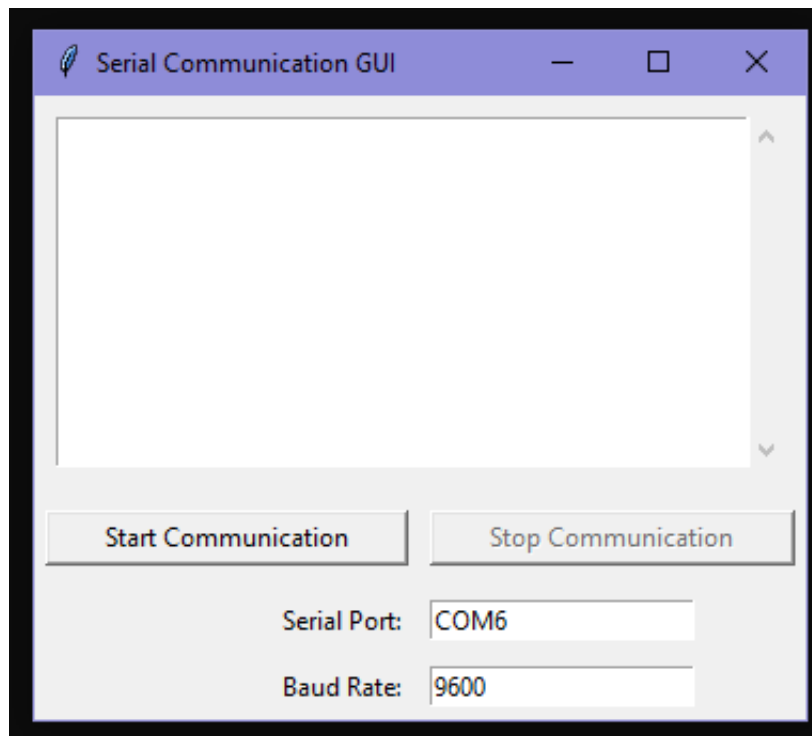 Serial Communication GUI
Start Communication Stop Communication
Serial Port: COM6
Baud Rate: 9600